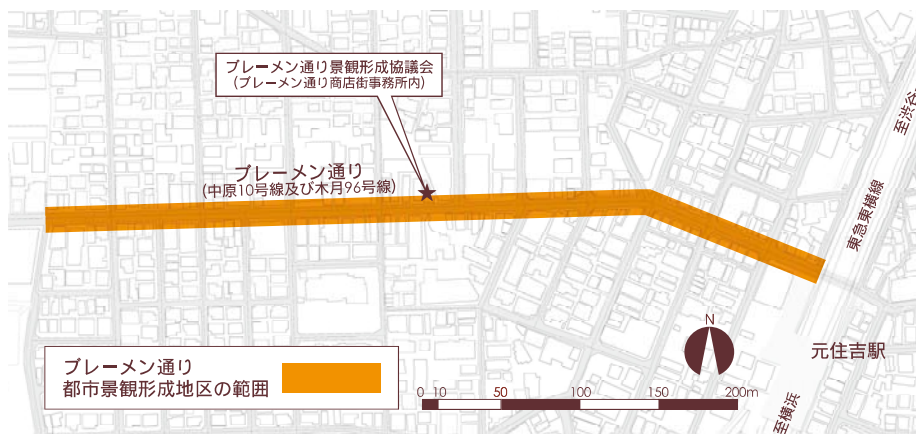 ブレーメン通り景観形成協議会
(ブレーメン通り商店街事務所内)
ブレーメン通り
(中原10号線及び木月96号線)
至渋谷
東急東横線
元住吉駅
至横浜
N
0 10 50 100 150 200m
ブレーメン通り
都市景観形成地区の範囲